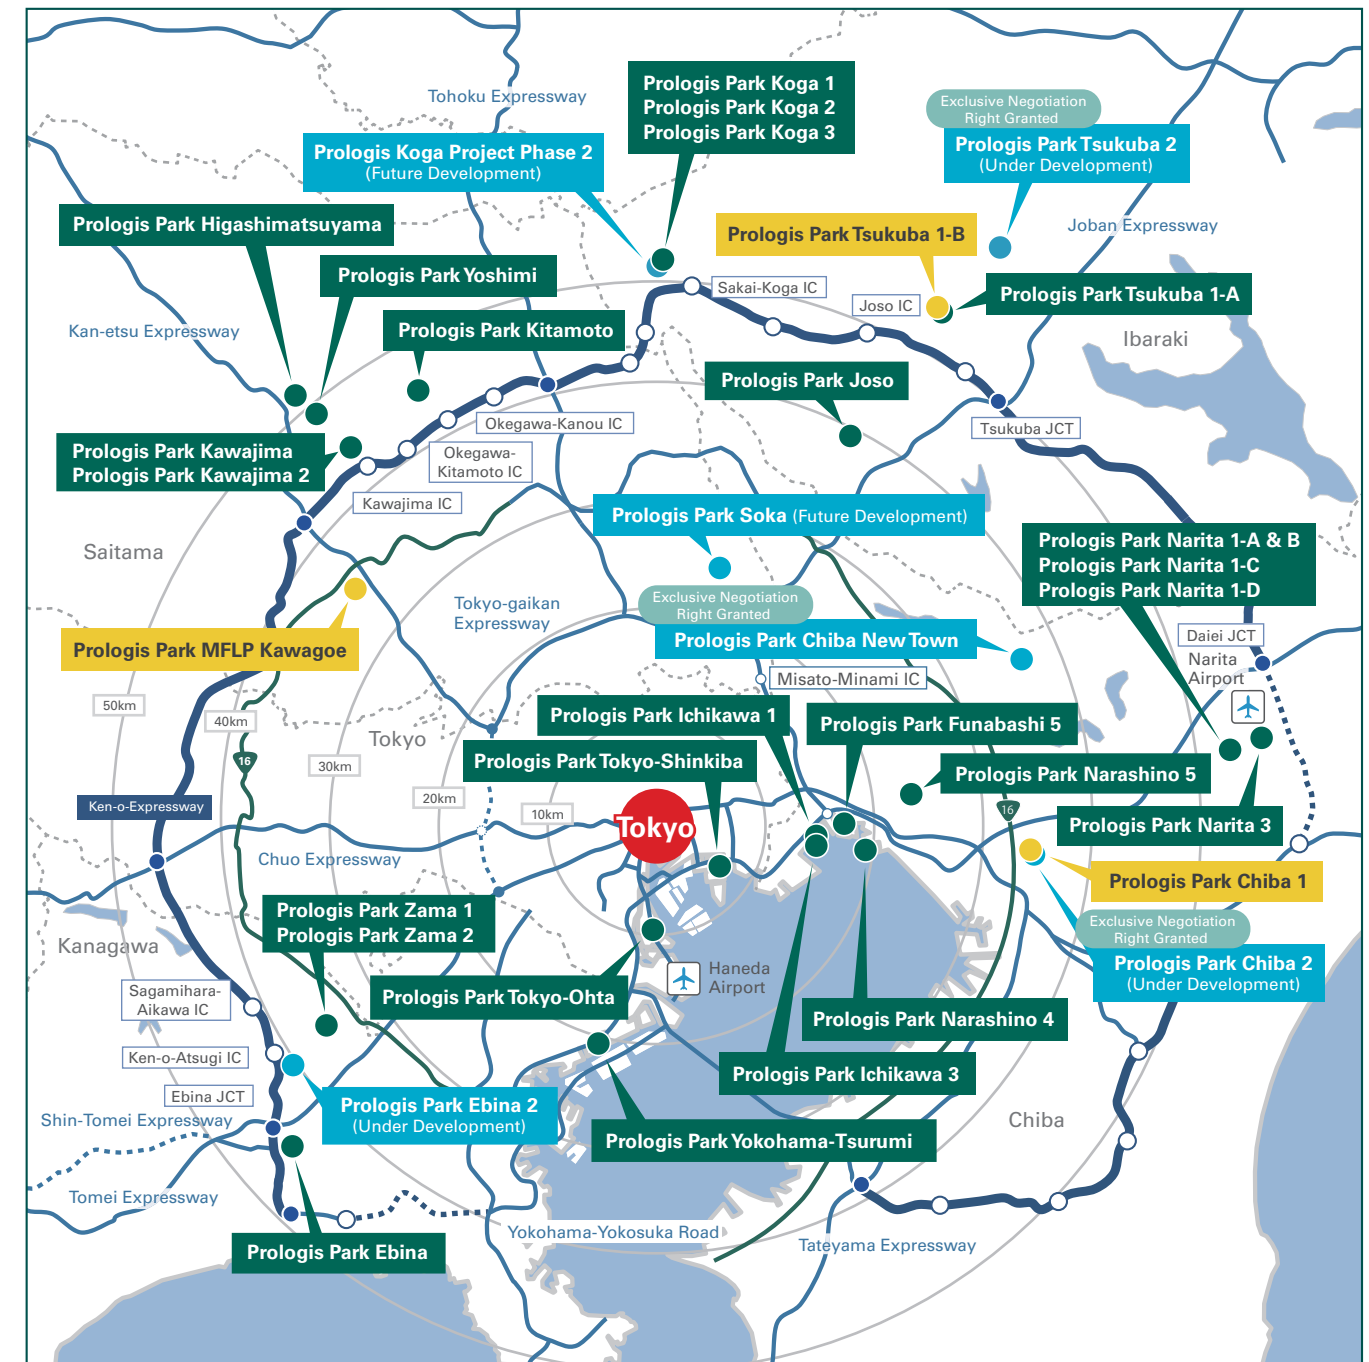 Prologis Park Koga 1
Prologis Park Koga 2
Prologis Park Koga 3
Tohoku Expressway
Exclusive Negotiation
Right Granted
Prologis Park Tsukuba 2
(Under Development)
Prologis Koga Project Phase 2
(Future Development)
Prologis Park Higashimatsuyama
Prologis Park Tsukuba 1-B
Joban Expressway
Prologis Park Yoshimi
Sakai-Koga IC
Joso IC
Prologis Park Tsukuba 1-A
Kan-etsu Expressway
Prologis Park Kitamoto
Ibaraki
Prologis Park Joso
Okegawa-Kanou IC
Tsukuba JCT
Prologis Park Kawajima
Prologis Park Kawajima 2
Okegawa-
Kitamoto IC
Kawajima IC
Prologis Park Soka (Future Development)
Saitama
Prologis Park Narita 1-A & B
Prologis Park Narita 1-C
Prologis Park Narita 1-D
Tokyo-gaikan
Expressway
Exclusive Negotiation
Right Granted
Prologis Park Chiba New Town
Daiei JCT
Prologis Park MFLP Kawagoe
Narita
Airport
Misato-Minami IC
50km
40km
Prologis Park Ichikawa 1
Prologis Park Funabashi 5
Tokyo
16
30km
Prologis Park Tokyo-Shinkiba
Prologis Park Narashino 5
20km
Ken-o-Expressway
10km
16
Tokyo
Prologis Park Narita 3
Chuo Expressway
Prologis Park Chiba 1
Prologis Park Zama 1
Prologis Park Zama 2
Exclusive Negotiation
Right Granted
Kanagawa
Prologis Park Chiba 2
(Under Development)
Haneda
Airport
Sagamihara-
Aikawa IC
Prologis Park Tokyo-Ohta
Prologis Park Narashino 4
Ken-o-Atsugi IC
Prologis Park Ichikawa 3
Ebina JCT
Prologis Park Ebina 2
(Under Development)
Shin-Tomei Expressway
Chiba
Prologis Park Yokohama-Tsurumi
Tomei Expressway
Yokohama-Yokosuka Road
Tateyama Expressway
Prologis Park Ebina